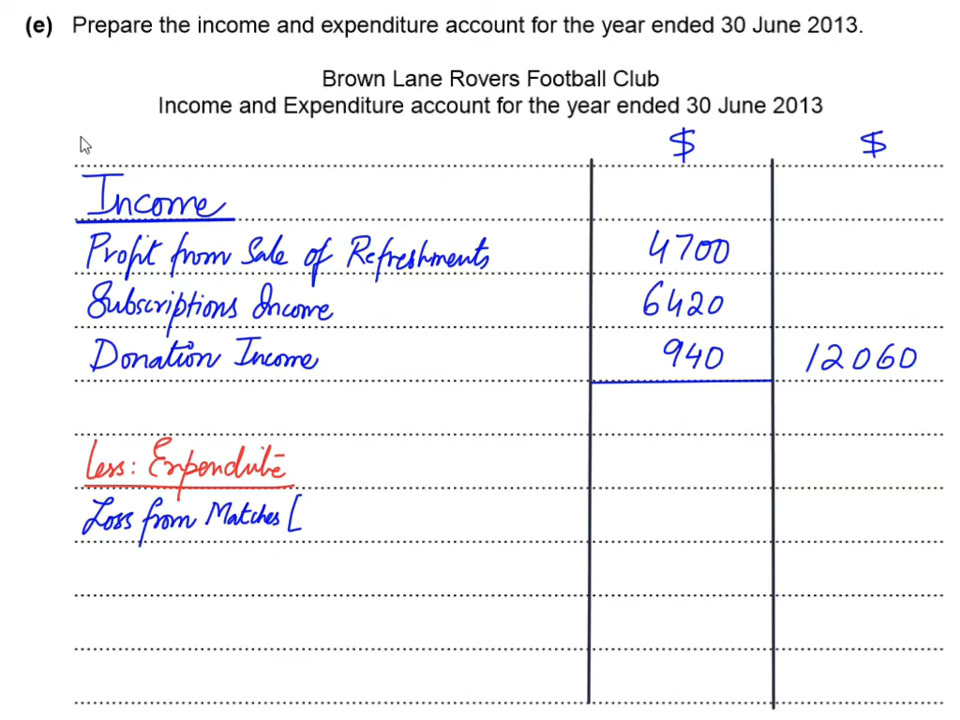 (e) Prepare the income and expenditure account for the year ended 30 June 2013.
Brown Lane Rovers Football Club
Income and Expenditure account for the year ended 30 June 2013
$ $
Income
Profit from Sale of Refreshments 4700
Subscriptions Income 6420
Donation Income 940 12060
Less: Expenditure
Loss from Matches [